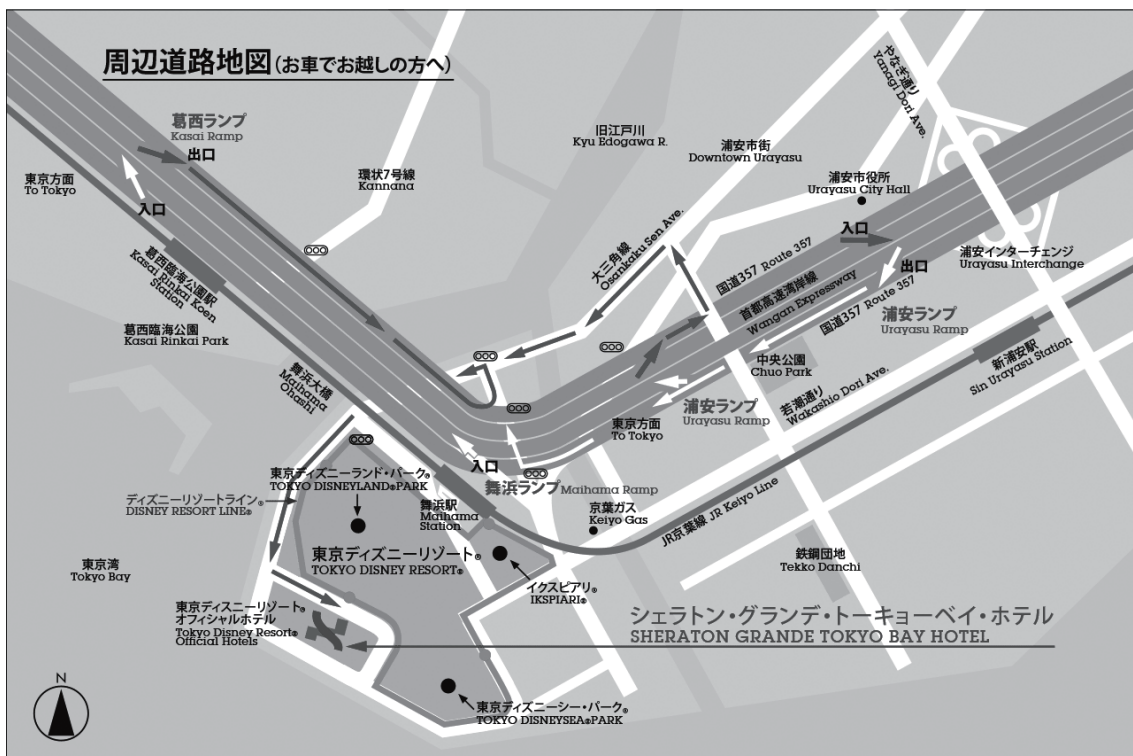 周辺道路地図(お車でお越しの方へ)
葛西ランプ
Kasai Ramp
出口
東京方面
To Tokyo
入口
環状7号線
Kannana
旧江戸川
Kyu Edogawa R.
浦安市街
Downtown Urayasu
やなぎ通り
Yanagi Dori Ave.
浦安市役所
Urayasu City Hall
入口
出口
浦安インターチェンジ
Urayasu Interchange
大三角線
Osankaku Sen Ave.
国道357 Route 357
首都高速湾岸線
Wangan Expressway
国道357 Route 357
浦安ランプ
Urayasu Ramp
葛西臨海公園駅
Kasai Rinkai Koen
Station
葛西臨海公園
Kasai Rinkai Park
舞浜大橋
Maihama
Ohashi
中央公園
Chuo Park
新浦安駅
Sin Urayasu Station
若潮通り
Wakashio Dori Ave.
浦安ランプ
Urayasu Ramp
東京方面
To Tokyo
入口
舞浜ランプ Maihama Ramp
東京ディズニーランド・パーク®
TOKYO DISNEYLAND®PARK
ディズニーリゾートライン®
DISNEY RESORT LINE®
舞浜駅
Maihama
Station
京葉ガス
Keiyo Gas
JR京葉線 JR Keiyo Line
東京ディズニーリゾート®
TOKYO DISNEY RESORT®
鉄鋼団地
Tekko Danchi
東京湾
Tokyo Bay
イクスピアリ®
IKSPIARI®
東京ディズニーリゾート®
オフィシャルホテル
Tokyo Disney Resort®
Official Hotels
シェラトン・グランデ・トーキョーベイ・ホテル
SHERATON GRANDE TOKYO BAY HOTEL
東京ディズニーシー・パーク®
TOKYO DISNEYSEA®PARK
N